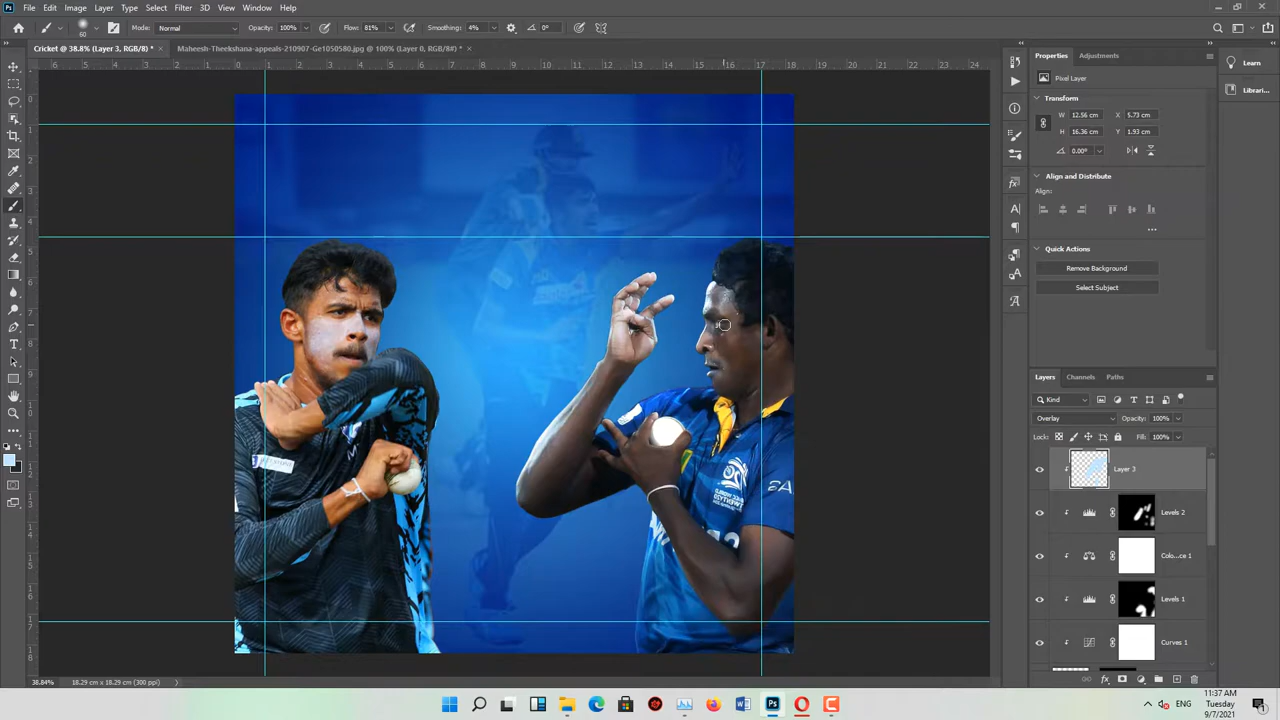 File Edit Image Layer Type Select Filter 3D View Window Help
60 Mode: Normal Opacity: 100% Flow: 81% Smoothing: 4% 0°
Cricket @ 38.8% (Layer 3, RGB/8) * Maheesh-Theekshana-appeals-210907-Ge1050580.jpg @ 100% (Layer 0, RGB/8#) *
Properties Adjustments
Learn
Pixel Layer
Librari...
Transform
W 12.56 cm X 5.73 cm
H 16.36 cm Y 1.93 cm
0.00°
Align and Distribute
Align:
Quick Actions
Remove Background
Select Subject
Layers Channels Paths
Kind
Overlay Opacity: 100%
Lock: Fill: 100%
Layer 3
Levels 2
Colo...ce 1
Levels 1
Curves 1
38.84% 18.29 cm x 18.29 cm (300 ppi)
ENG
11:37 AM
Tuesday
9/7/2021